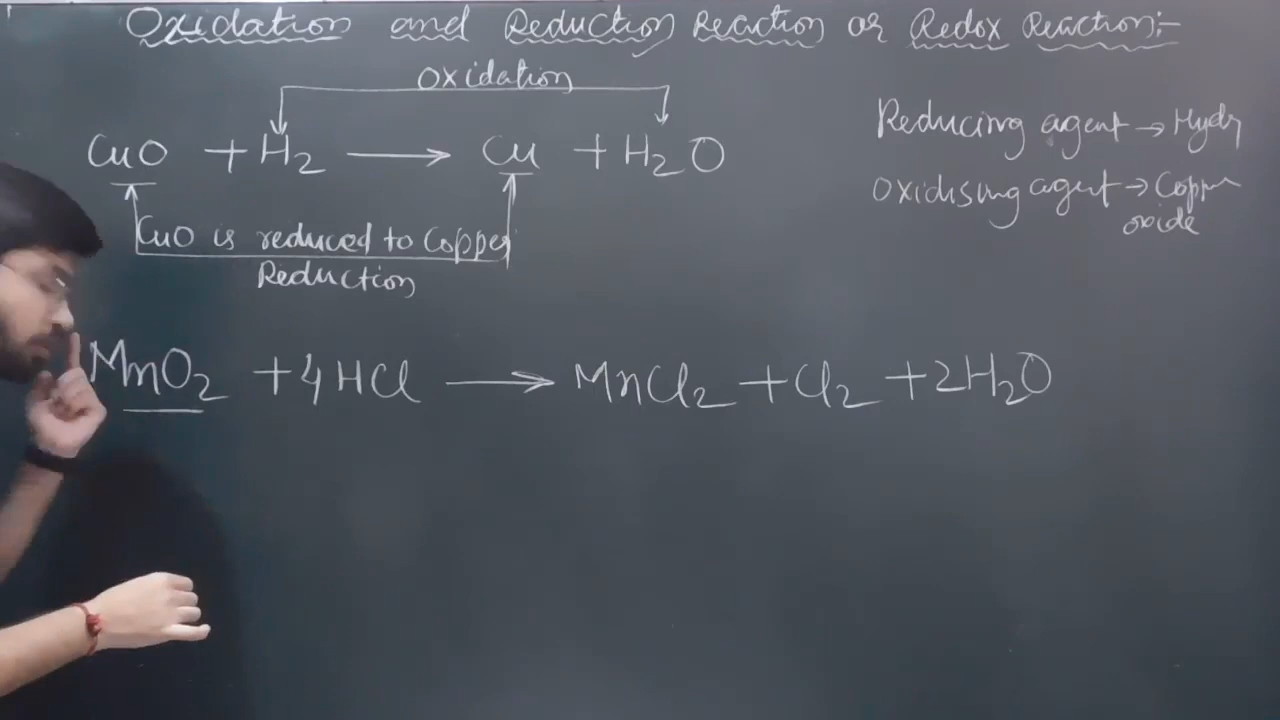 Oxidation and Reduction Reaction or Redox Reaction:-
Oxidation
CuO + H2 ⟶ Cu + H2O
CuO is reduced to Copper
Reduction
Reducing agent → Hydr
Oxidising agent → Copper
oxide
MnO2 + 4HCl ⟶ MnCl2 + Cl2 + 2H2O